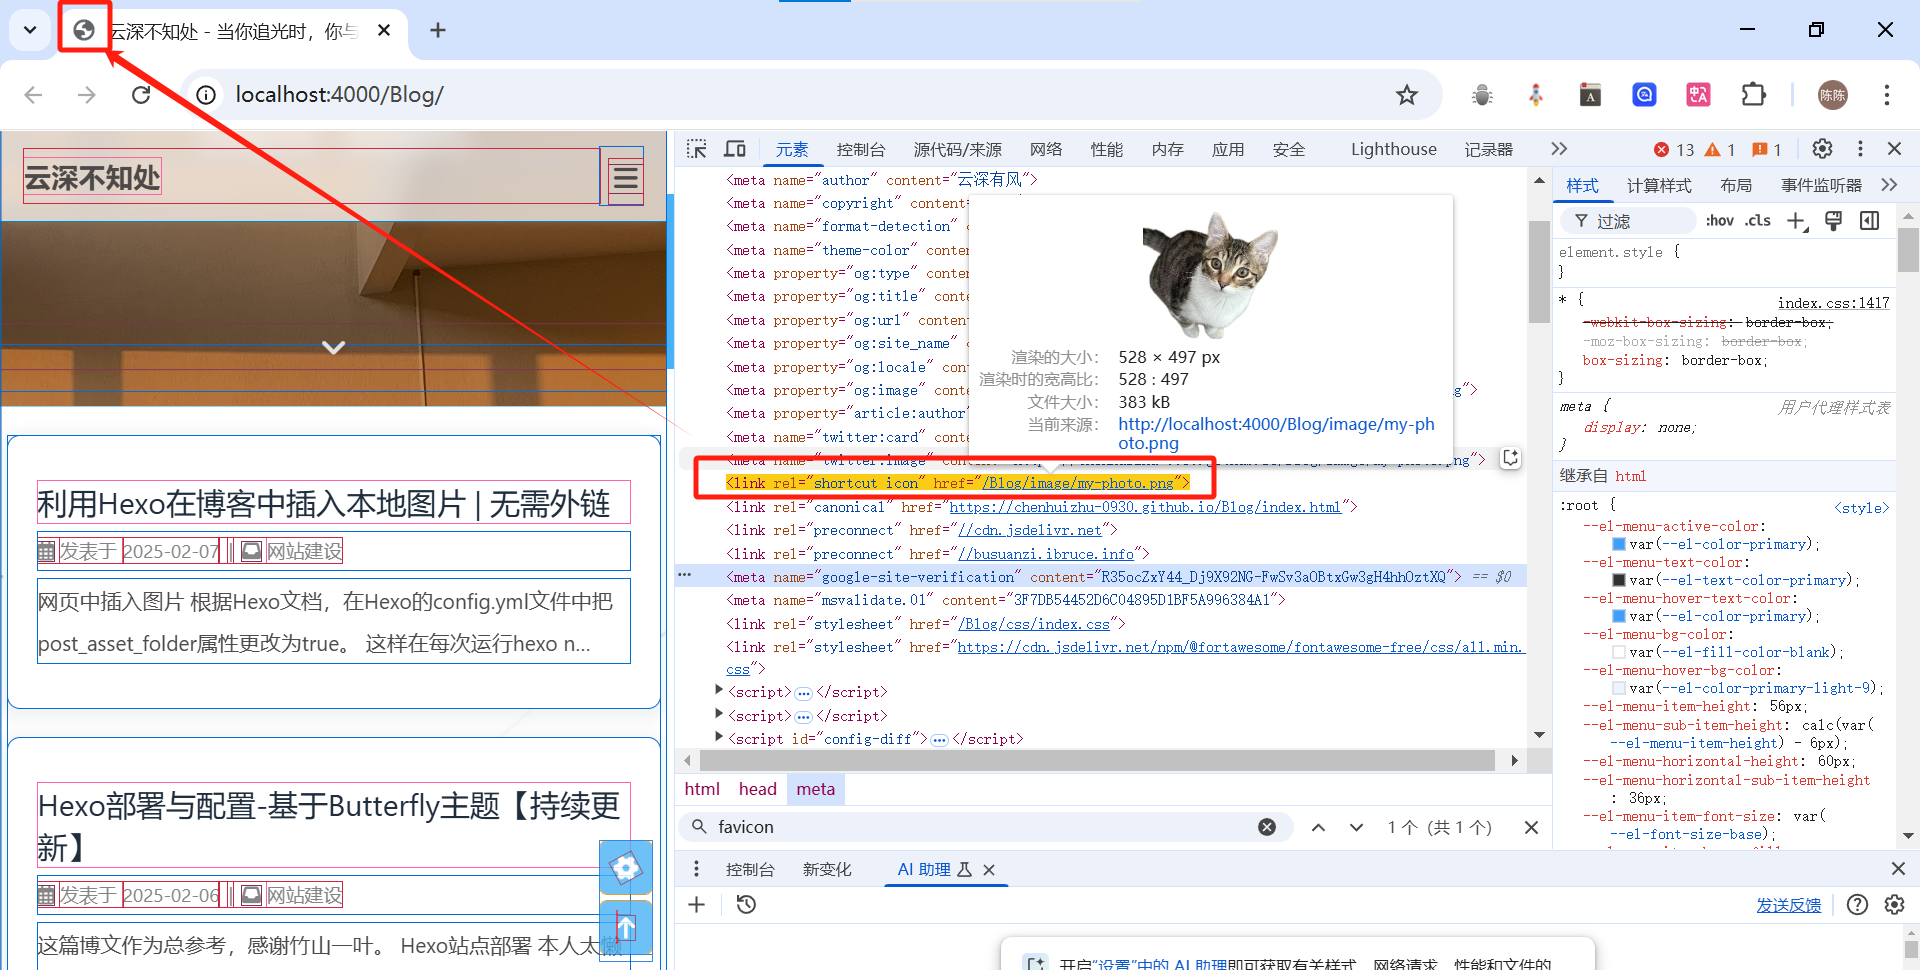 云深不知处 - 当你追光时，你与
localhost:4000/Blog/
陈陈
云深不知处
利用Hexo在博客中插入本地图片 | 无需外链
发表于 2025-02-07 | 网站建设
网页中插入图片 根据Hexo文档，在Hexo的config.yml文件中把
post_asset_folder属性更改为true。 这样在每次运行hexo n...
Hexo部署与配置-基于Butterfly主题【持续更
新】
发表于 2025-02-06 | 网站建设
这篇博文作为总参考，感谢竹山一叶。 Hexo站点部署 本人太懒
元素 控制台 源代码/来源 网络 性能 内存 应用 安全 Lighthouse 记录器 13 1 1
<meta name="author" content="云深有风">
<meta name="copyright" content
<meta name="format-detection"
<meta name="theme-color" conten
<meta property="og:type" conten
<meta property="og:title" conte
<meta property="og:url" conten
<meta property="og:site_name"
<meta property="og:locale" con
<meta property="og:image" cont g">
<meta property="article:author"
<meta name="twitter:card" con
渲染的大小： 528 × 497 px
渲染时的宽高比： 528 : 497
文件大小： 383 kB
当前来源： http://localhost:4000/Blog/image/my-ph
oto.png
<meta name="twitter:image"
<link rel="shortcut icon" href="/Blog/image/my-photo.png">
<link rel="canonical" href="https://chenhuizhu-0930.github.io/Blog/index.html">
<link rel="preconnect" href="//cdn.jsdelivr.net">
<link rel="preconnect" href="//busuanzi.ibruce.info">
<meta name="google-site-verification" content="R35ocZxY44_Dj9X92NG-FwSv3aOBtxGw3gH4hhOztXQ"> == $0
<meta name="msvalidate.01" content="3F7DB54452D6C04895D1BF5A996384A1">
<link rel="stylesheet" href="/Blog/css/index.css">
<link rel="stylesheet" href="https://cdn.jsdelivr.net/npm/@fortawesome/fontawesome-free/css/all.min.
css">
<script> … </script>
<script> … </script>
<script id="config-diff"> … </script>
html head meta
favicon 1 个（共 1 个）
控制台 新变化 AI 助理
发送反馈
开启“设置”中的 AI 助理即可获取有关样式、网络请求、性能和文件的
样式 计算样式 布局 事件监听器
过滤 :hov .cls
element.style {
}
* { index.css:1417
-webkit-box-sizing: border-box;
-moz-box-sizing: border-box;
box-sizing: border-box;
}
meta { 用户代理样式表
display: none;
}
继承自 html
:root { <style>
--el-menu-active-color:
var(--el-color-primary);
--el-menu-text-color:
var(--el-text-color-primary);
--el-menu-hover-text-color:
var(--el-color-primary);
--el-menu-bg-color:
var(--el-fill-color-blank);
--el-menu-hover-bg-color:
var(--el-color-primary-light-9);
--el-menu-item-height: 56px;
--el-menu-sub-item-height: calc(var(
--el-menu-item-height) - 6px);
--el-menu-horizontal-height: 60px;
--el-menu-horizontal-sub-item-height
: 36px;
--el-menu-item-font-size: var(
--el-font-size-base);